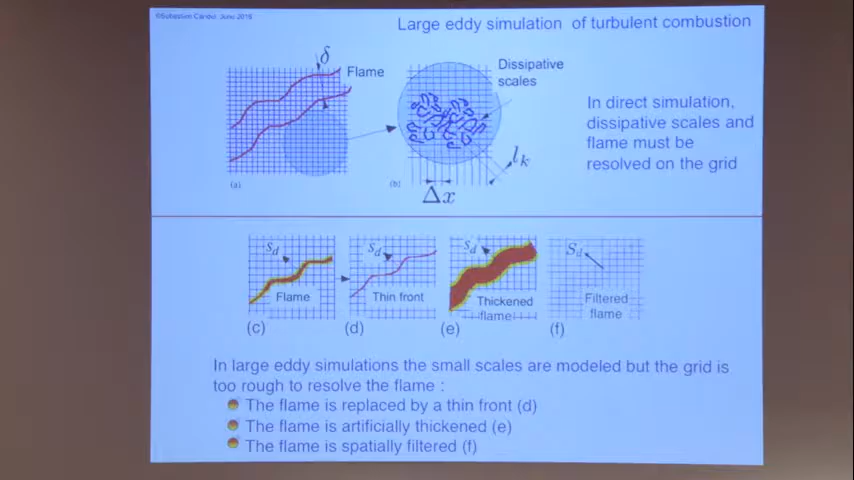 ©Sébastien Candel, June 2019
Large eddy simulation of turbulent combustion
δ
Flame
Dissipative
scales
In direct simulation,
dissipative scales and
flame must be
resolved on the grid
l_k
(a)
(b)
Δx
S_d
S_d
S_d
S_d
Flame
Thin front
Thickened
flame
Filtered
flame
(c)
(d)
(e)
(f)
In large eddy simulations the small scales are modeled but the grid is
too rough to resolve the flame :
The flame is replaced by a thin front (d)
The flame is artificially thickened (e)
The flame is spatially filtered (f)